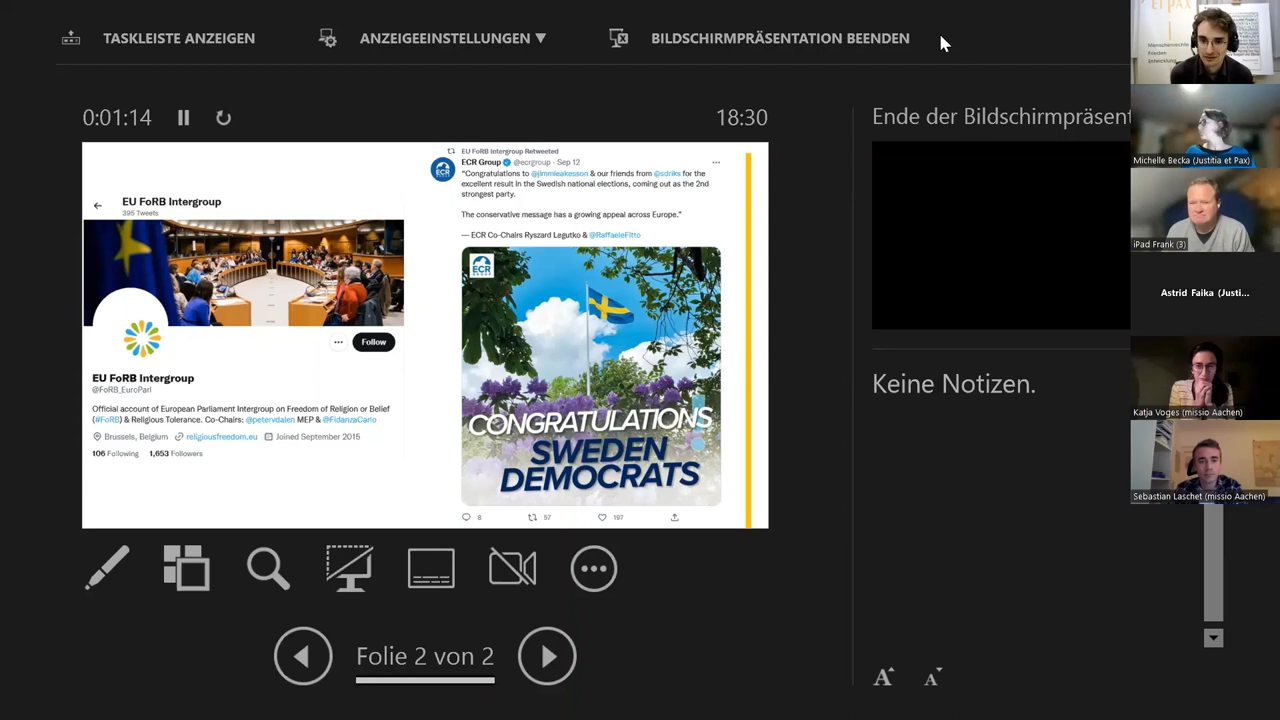 TASKLEISTE ANZEIGEN
ANZEIGEEINSTELLUNGEN ▼
BILDSCHIRMPRÄSENTATION BEENDEN
0:01:14
18:30
EU FoRB Intergroup
395 Tweets
Follow
EU FoRB Intergroup
@FoRB_EuroParl
Official account of European Parliament Intergroup on Freedom of Religion or Belief
(#FoRB) & Religious Tolerance. Co-Chairs: @petervdalen MEP & @FidanzaCarlo
Brussels, Belgium religiousfreedom.eu Joined September 2015
106 Following 1,653 Followers
EU FoRB Intergroup Retweeted
ECR Group @ecrgroup · Sep 12
"Congratulations to @jimmieakesson & our friends from @sdriks for the
excellent result in the Swedish national elections, coming out as the 2nd
strongest party.
The conservative message has a growing appeal across Europe."
— ECR Co-Chairs Ryszard Legutko & @RaffaeleFitto
ECR
CONGRATULATIONS
SWEDEN
DEMOCRATS
8 57 197
Folie 2 von 2
Ende der Bildschirmpräsent
Keine Notizen.
A A
ET PAX
Menschenrechte
Frieden
Entwicklung
Michelle Becka (Justitia et Pax)
iPad Frank (3)
Astrid Faika (Justi...
Katja Voges (missio Aachen)
Sebastian Laschet (missio Aachen)